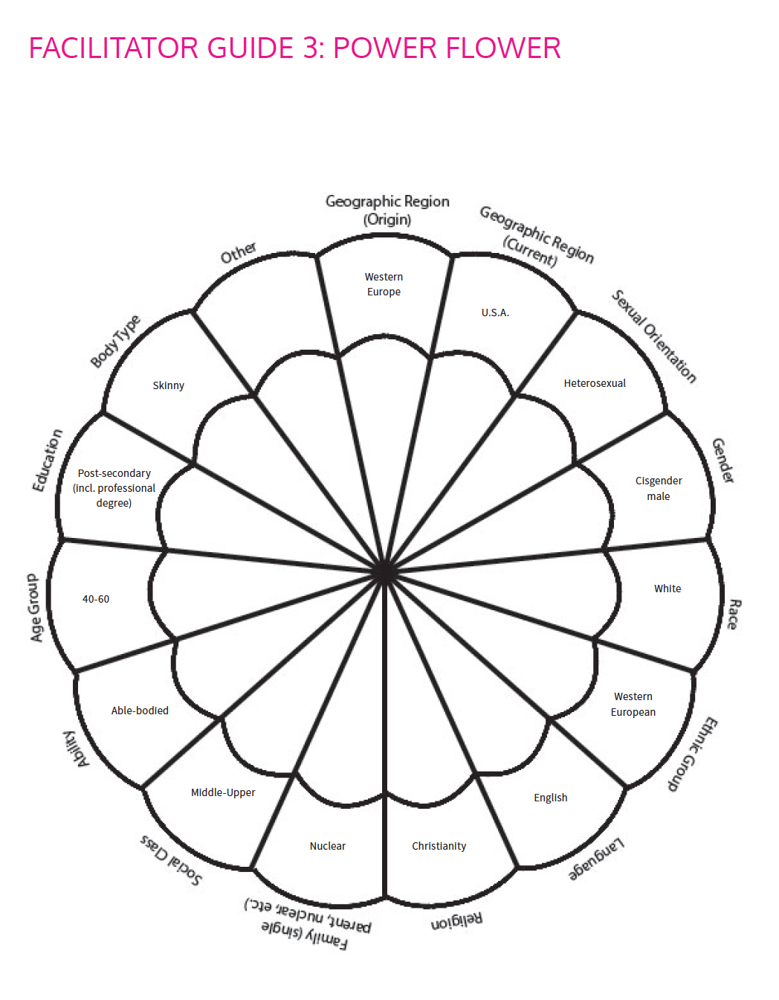 FACILITATOR GUIDE 3: POWER FLOWER
Geographic Region
(Origin)
Geographic Region
(Current)
Sexual Orientation
Gender
Race
Ethnic Group
Language
Religion
Family (single
parent, nuclear, etc.)
Social Class
Ability
Age Group
Education
Body Type
Other
Western
Europe
U.S.A.
Heterosexual
Cisgender
male
White
Western
European
English
Christianity
Nuclear
Middle-Upper
Able-bodied
40-60
Post-secondary
(incl. professional
degree)
Skinny